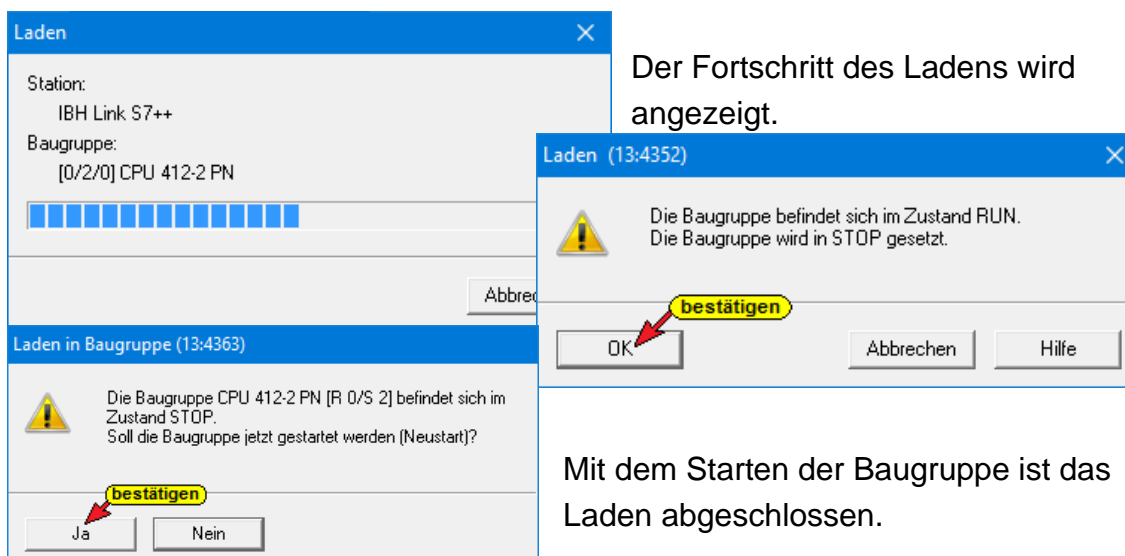 Laden
Station:
IBH Link S7++
Baugruppe:
[0/2/0] CPU 412-2 PN
Der Fortschritt des Ladens wird
angezeigt.
Laden (13:4352)
Die Baugruppe befindet sich im Zustand RUN.
Die Baugruppe wird in STOP gesetzt.
bestätigen
OK
Abbrechen
Hilfe
Laden in Baugruppe (13:4363)
Die Baugruppe CPU 412-2 PN [R 0/S 2] befindet sich im
Zustand STOP.
Soll die Baugruppe jetzt gestartet werden (Neustart)?
bestätigen
Ja
Nein
Mit dem Starten der Baugruppe ist das
Laden abgeschlossen.